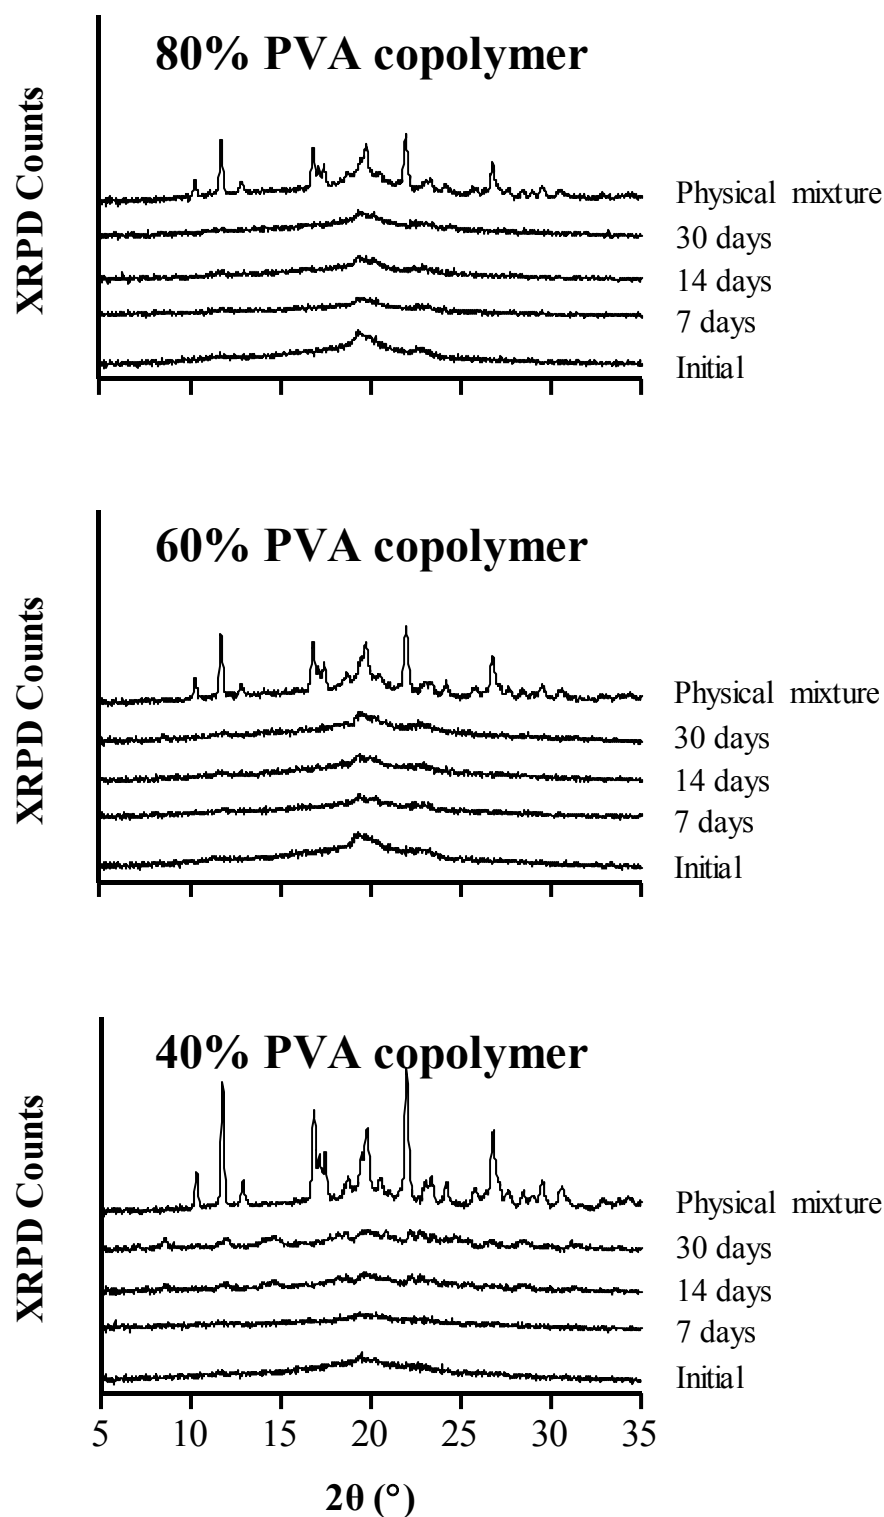 80% PVA copolymer
XRPD Counts
Physical mixture
30 days
14 days
7 days
Initial
60% PVA copolymer
XRPD Counts
Physical mixture
30 days
14 days
7 days
Initial
40% PVA copolymer
XRPD Counts
Physical mixture
30 days
14 days
7 days
Initial
5 10 15 20 25 30 35
2θ (°)